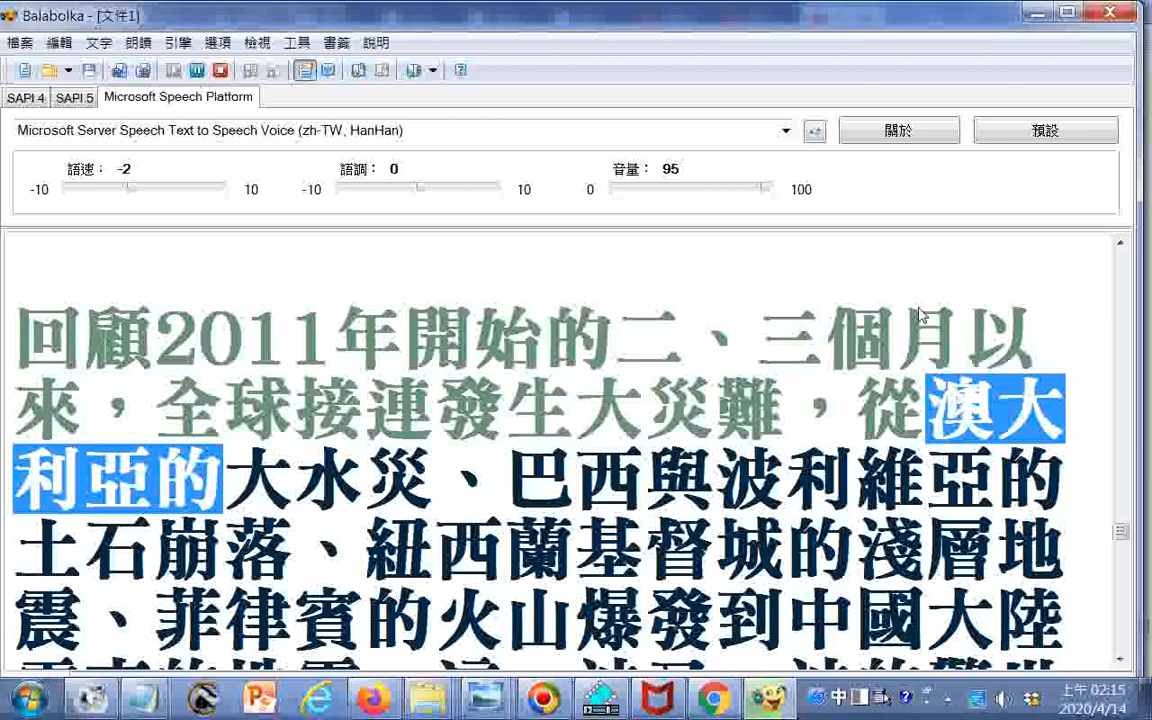 Balabolka - [文件1]
檔案 編輯 文字 朗讀 引擎 選項 檢視 工具 書籤 說明
SAPI 4 SAPI 5 Microsoft Speech Platform
Microsoft Server Speech Text to Speech Voice (zh-TW, HanHan) 關於 預設
語速： -2 語調： 0 音量： 95
-10 10 -10 10 0 100
回顧2011年開始的二、三個月以
來，全球接連發生大災難，從澳大
利亞的大水災、巴西與波利維亞的
土石崩落、紐西蘭基督城的淺層地
震、菲律賓的火山爆發到中國大陸
中 上午 02:15
2020/4/14